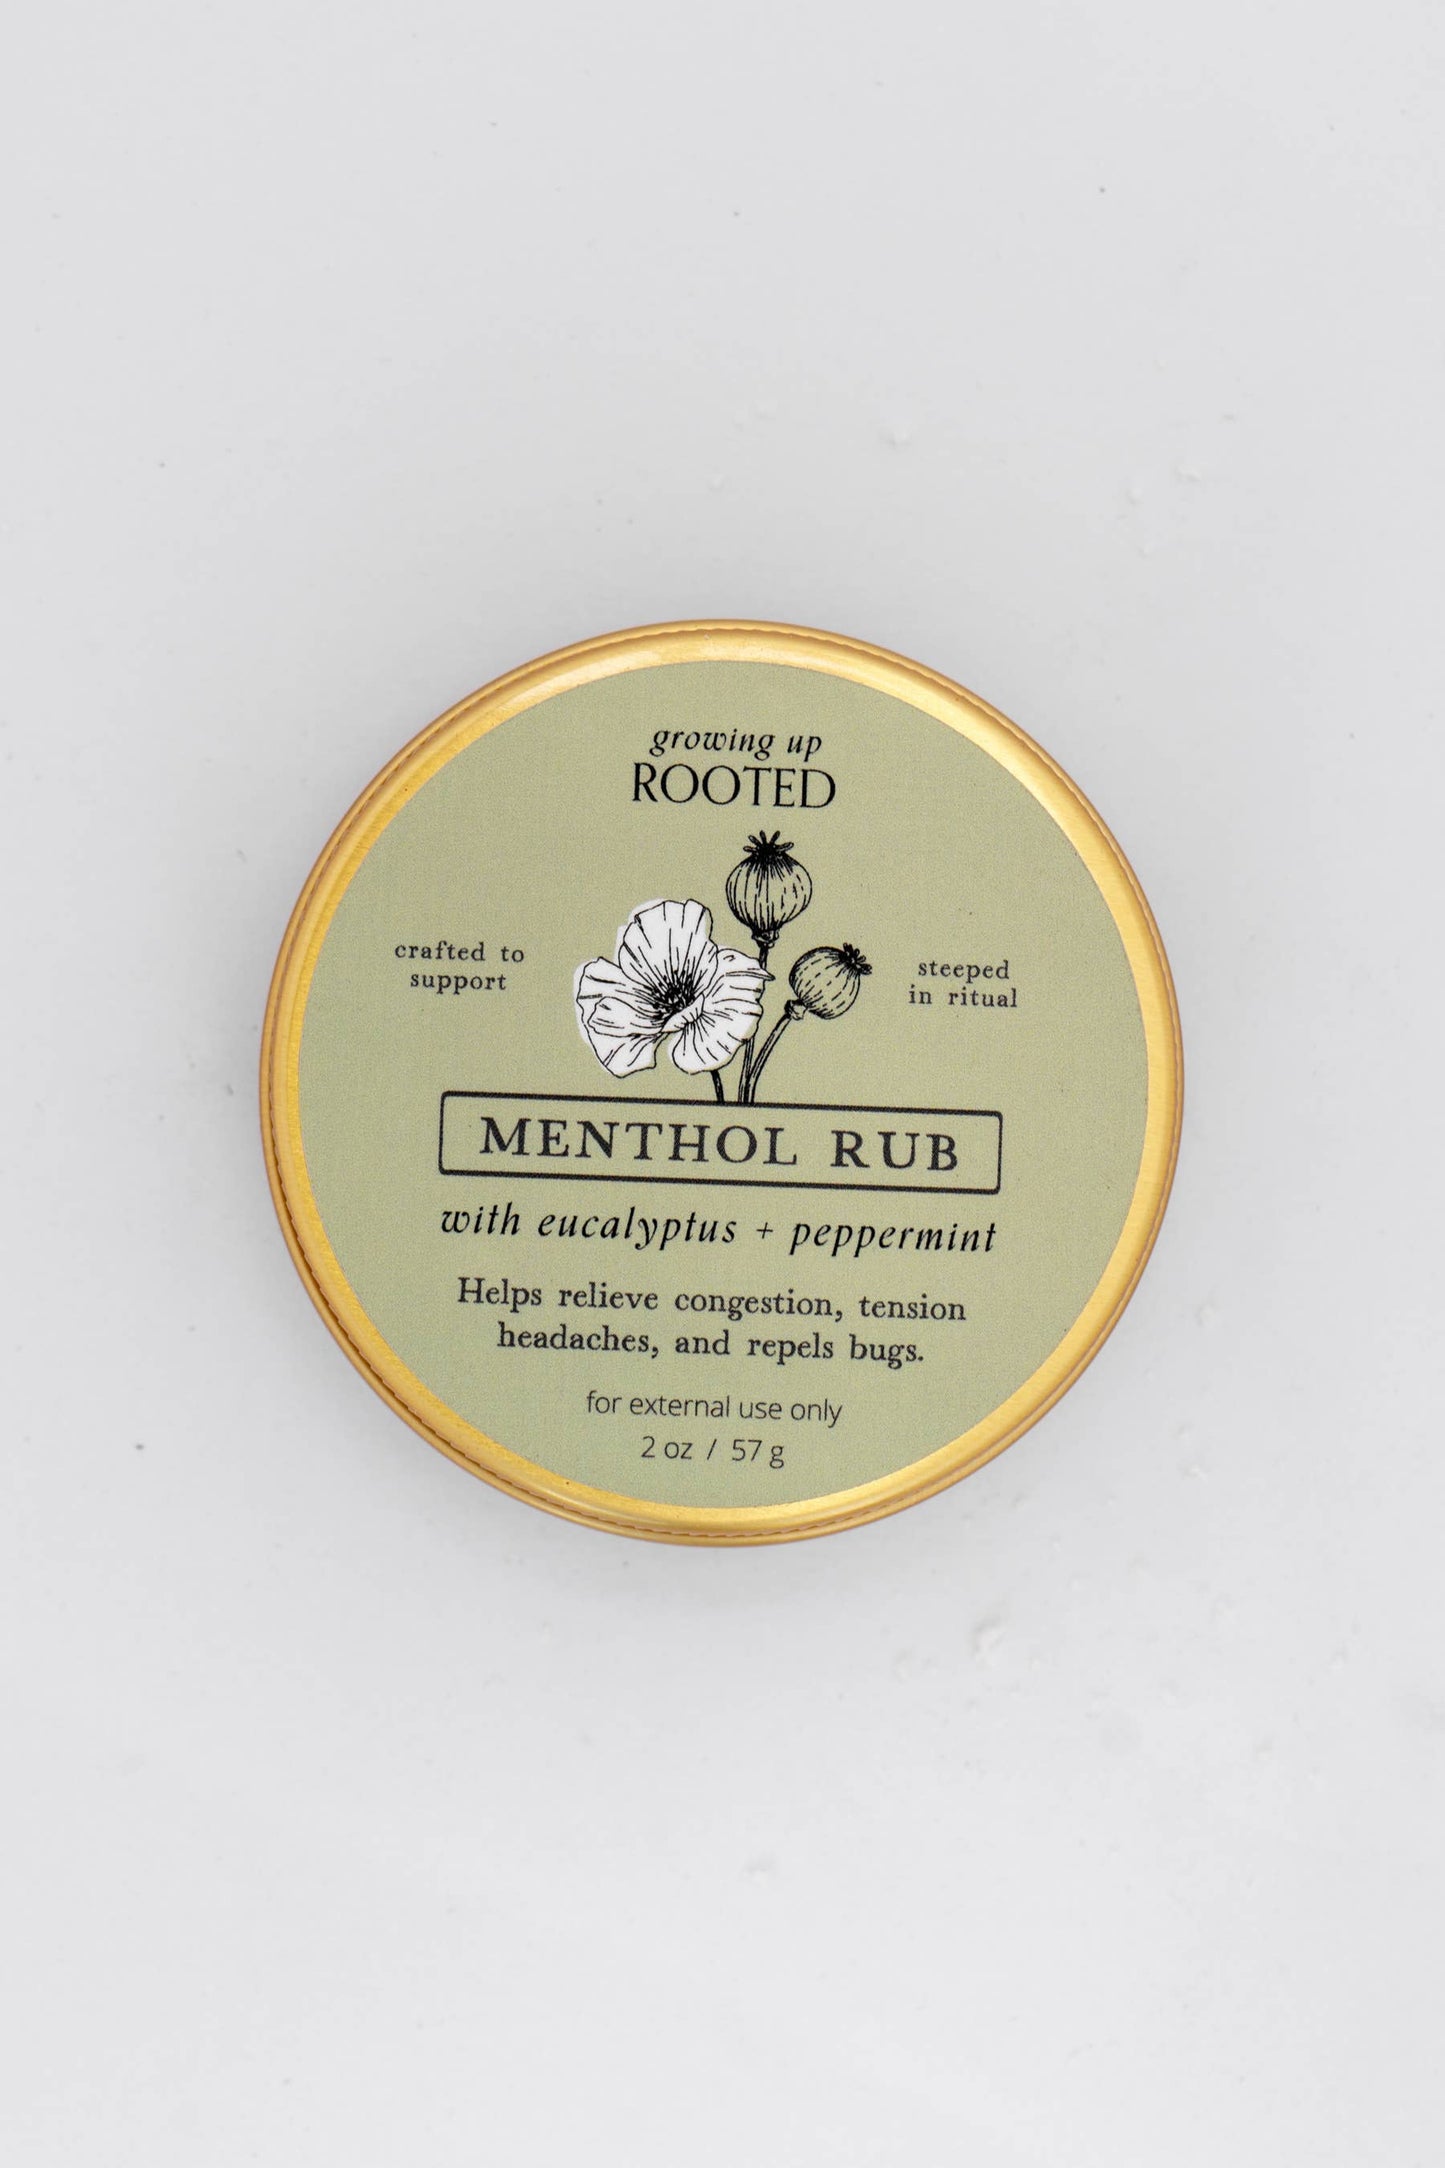 growing up
ROOTED
crafted to
support
steeped
in ritual
MENTHOL RUB
with eucalyptus + peppermint
Helps relieve congestion, tension
headaches, and repels bugs.
for external use only
2 oz / 57 g